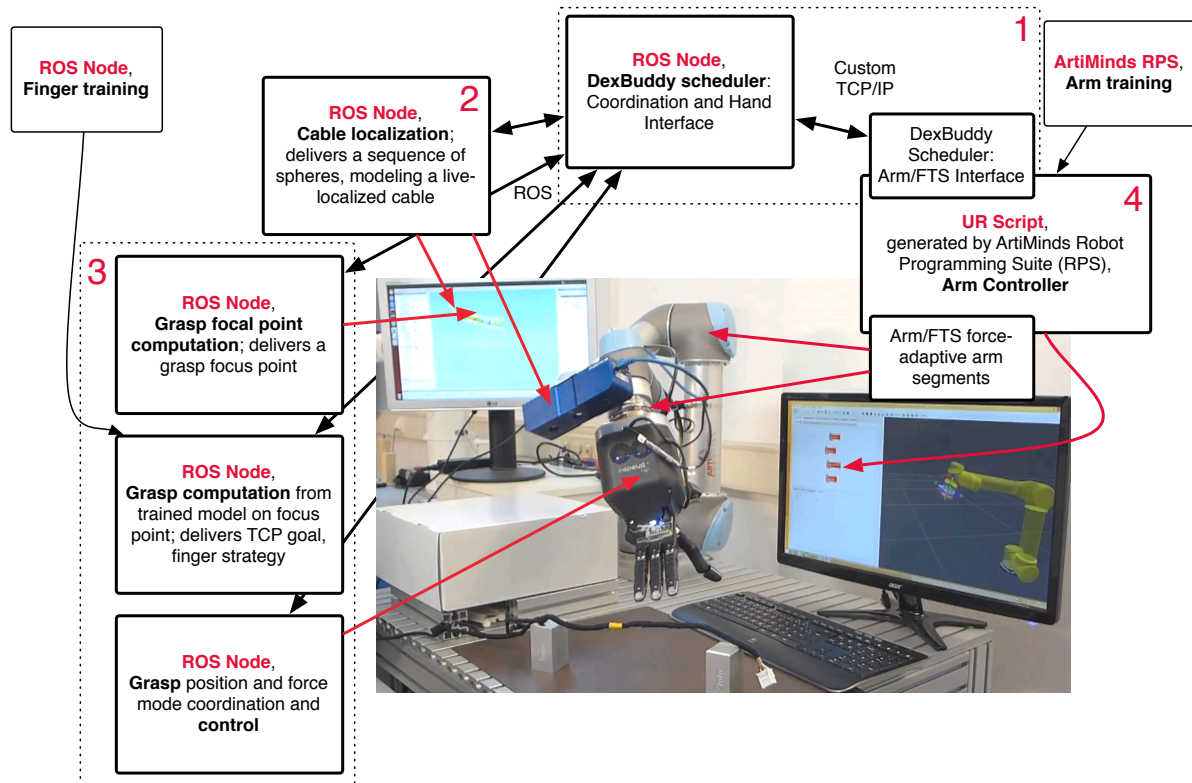 ROS Node,
Finger training
2
ROS Node,
Cable localization;
delivers a sequence of
spheres, modeling a live-
localized cable
1
ROS Node,
DexBuddy scheduler:
Coordination and Hand
Interface
Custom
TCP/IP
ArtiMinds RPS,
Arm training
DexBuddy
Scheduler:
Arm/FTS Interface
ROS
4
UR Script,
generated by ArtiMinds Robot
Programming Suite (RPS),
Arm Controller
Arm/FTS force-
adaptive arm
segments
3
ROS Node,
Grasp focal point
computation; delivers a
grasp focus point
ROS Node,
Grasp computation from
trained model on focus
point; delivers TCP goal,
finger strategy
ROS Node,
Grasp position and force
mode coordination and
control
LG
acer